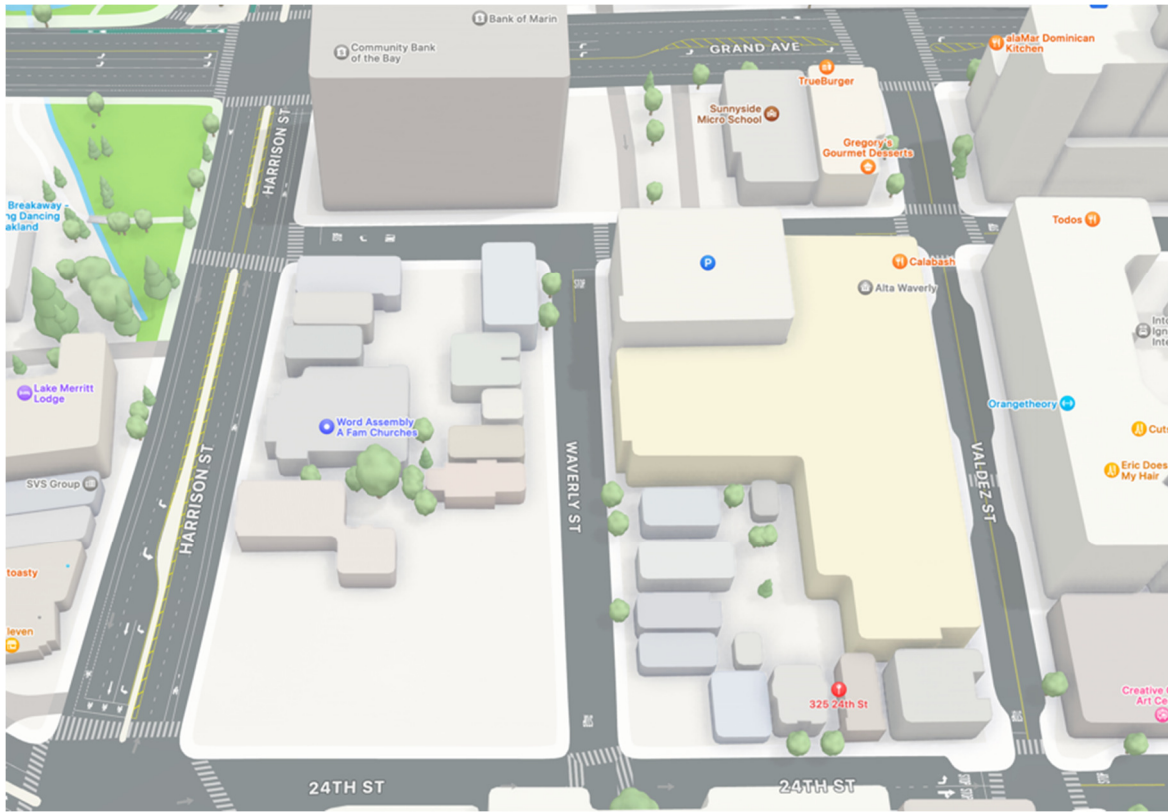 Bank of Marin
Community Bank
of the Bay
GRAND AVE
alaMar Dominican
Kitchen
TrueBurger
Sunnyside
Micro School
HARRISON ST
Gregory's
Gourmet Desserts
Breakaway -
ng Dancing
akland
Todos
P
Calabash
Alta Waverly
Lake Merritt
Lodge
Orangetheory
Word Assembly
A Fam Churches
Cuts
WAVERLY ST
VALDEZ ST
Eric Does
My Hair
SVS Group
HARRISON ST
toasty
leven
325 24th St
Creative
Art Ce
24TH ST
24TH ST